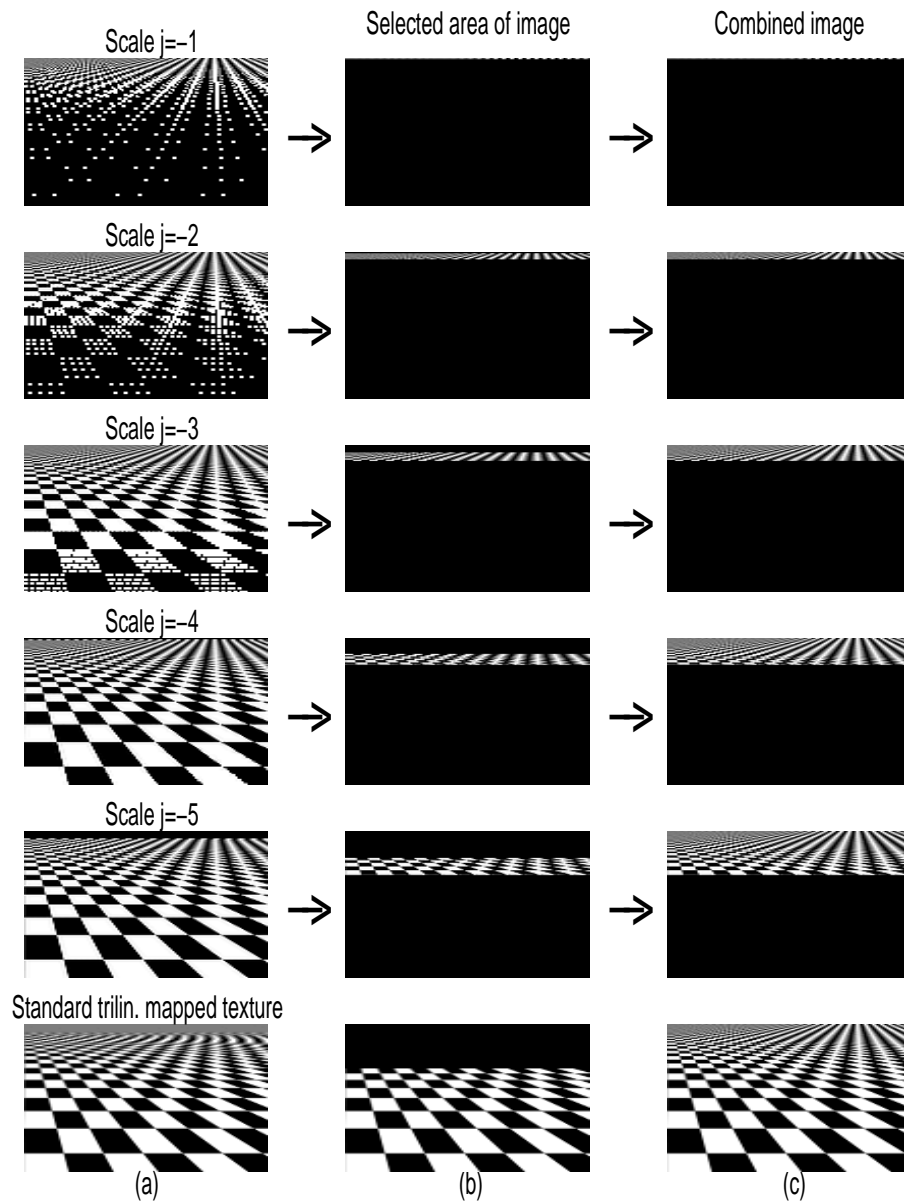 Scale j=–1
Selected area of image
Combined image
Scale j=–2
Scale j=–3
Scale j=–4
Scale j=–5
Standard trilin. mapped texture
(a)
(b)
(c)